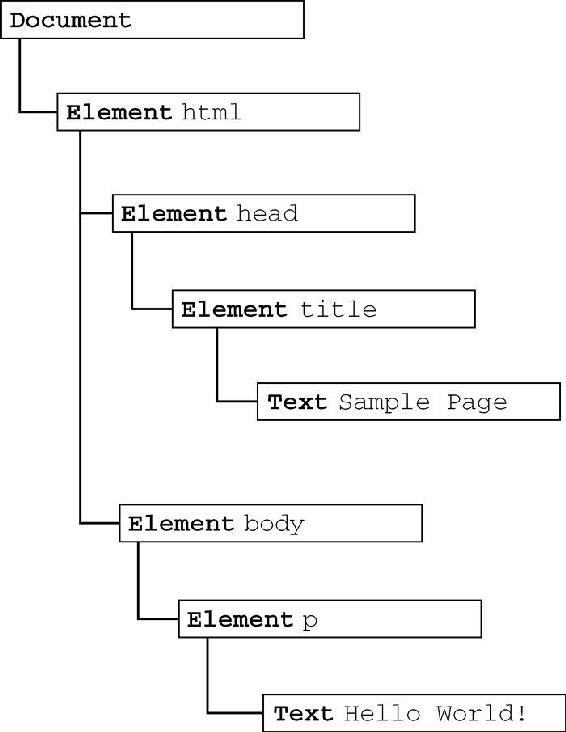 Document
Element html
Element head
Element title
Text Sample Page
Element body
Element p
Text Hello World!